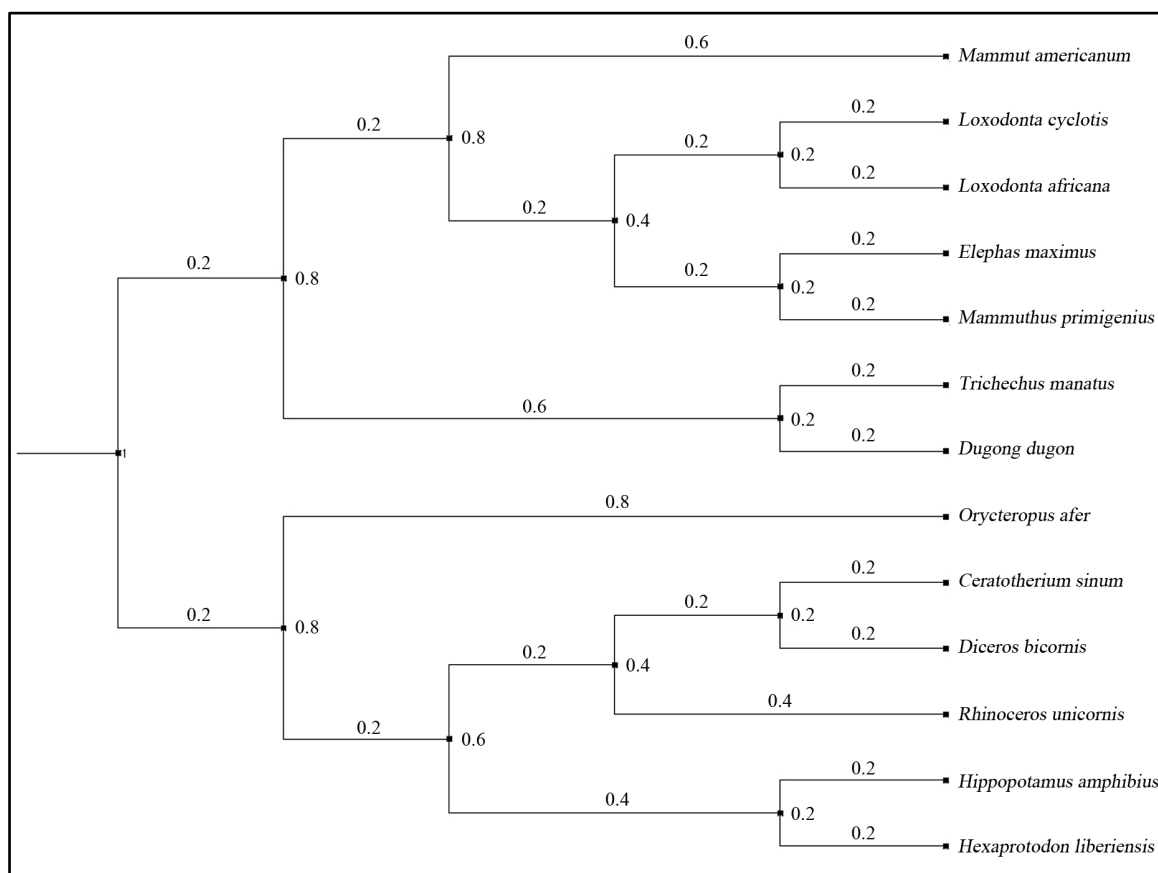 0.6
Mammut americanum
0.2
Loxodonta cyclotis
0.2
0.8
0.2
0.2
0.2
Loxodonta africana
0.2
0.4
0.2
Elephas maximus
0.2
0.8
0.2
0.2
0.2
Mammuthus primigenius
0.2
Trichechus manatus
0.6
0.2
0.2
Dugong dugon
1
0.8
Orycteropus afer
0.2
Ceratotherium sinum
0.2
0.2
0.2
0.8
0.2
Diceros bicornis
0.2
0.4
0.4
Rhinoceros unicornis
0.2
0.6
0.2
Hippopotamus amphibius
0.4
0.2
0.2
Hexaprotodon liberiensis